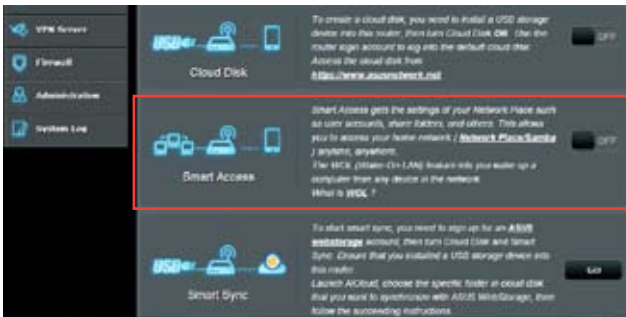 VPN Server
Firewall
Administration
System Log
USB
Cloud Disk
To create a cloud disk, you need to install a USB storage
device into this router, then turn Cloud Disk ON. Use the
router login account to log into the default cloud disk.
Access the cloud disk from
https://www.asusnetwork.net
OFF
Smart Access
Smart Access gets the settings of your Network Place such
as user accounts, share folders, and others. This allows
you to access your home network ( Network Place/Samba
) anytime, anywhere.
The WOL (Wake-On-LAN) feature lets you wake up a
computer from any device in the network.
What is WOL ?
OFF
USB
Smart Sync
To start smart sync, you need to sign up for an ASUS
webstorage account, then turn Cloud Disk and Smart
Sync. Ensure that you installed a USB storage device into
this router.
Launch AiCloud, choose the specific folder in cloud disk
that you want to synchronize with ASUS WebStorage, then
follow the succeeding instructions.
GO